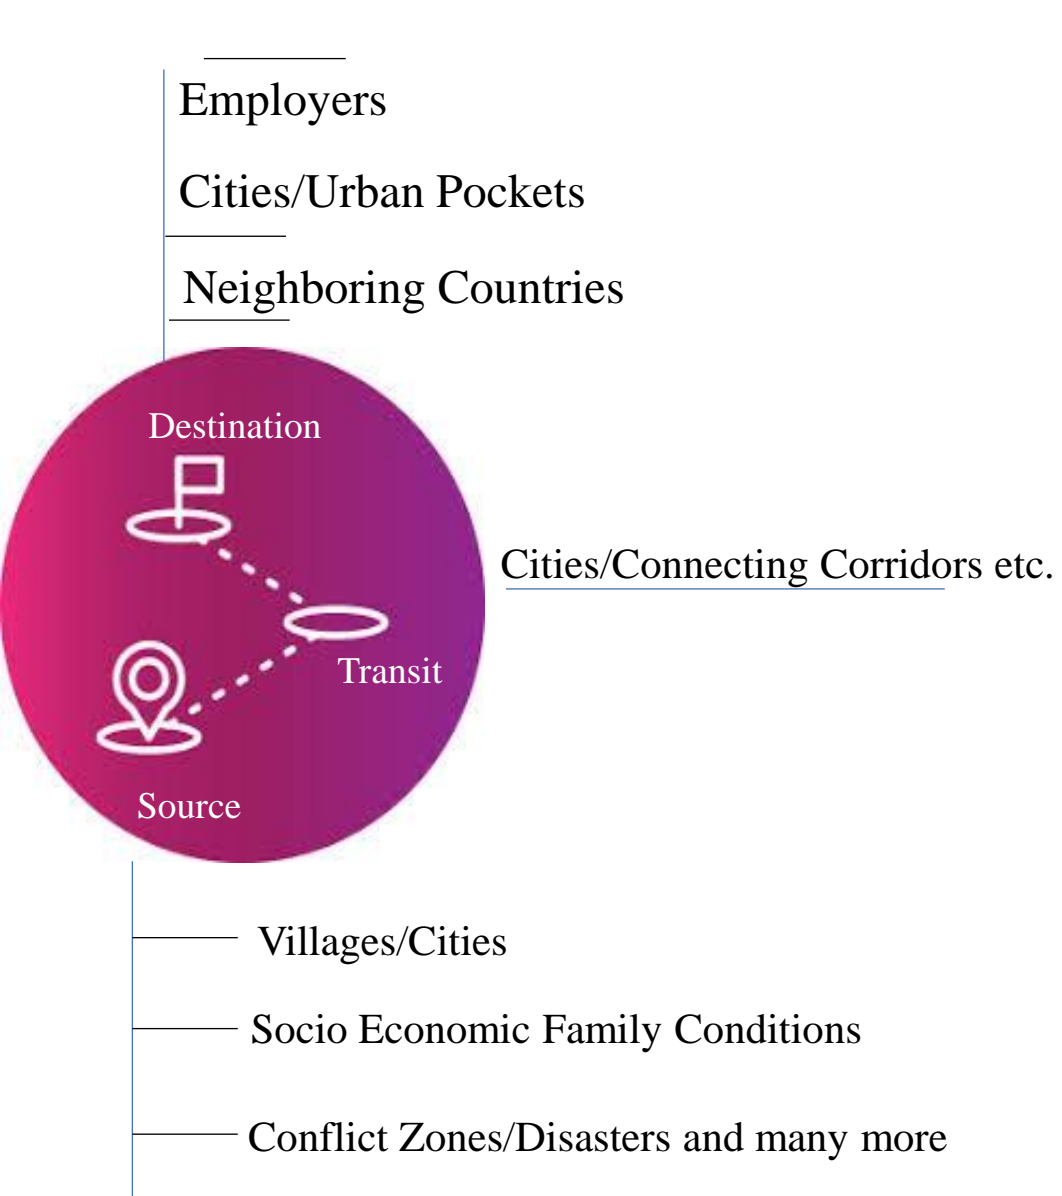 Employers
Cities/Urban Pockets
Neighboring Countries
Destination
Cities/Connecting Corridors etc.
Transit
Source
Villages/Cities
Socio Economic Family Conditions
Conflict Zones/Disasters and many more